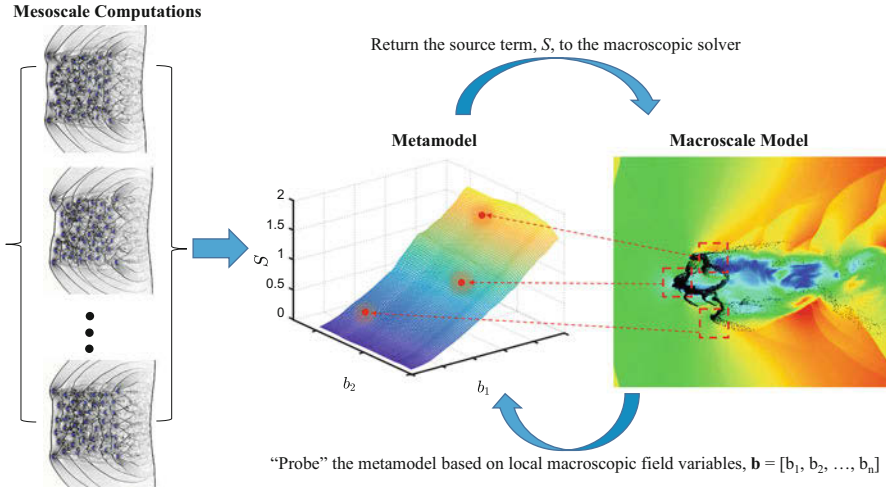 Mesoscale Computations
Return the source term, S, to the macroscopic solver
Metamodel
Macroscale Model
2
1.5
1
0.5
0
S
b₂
b₁
“Probe” the metamodel based on local macroscopic field variables, b = [b₁, b₂, …, bₙ]